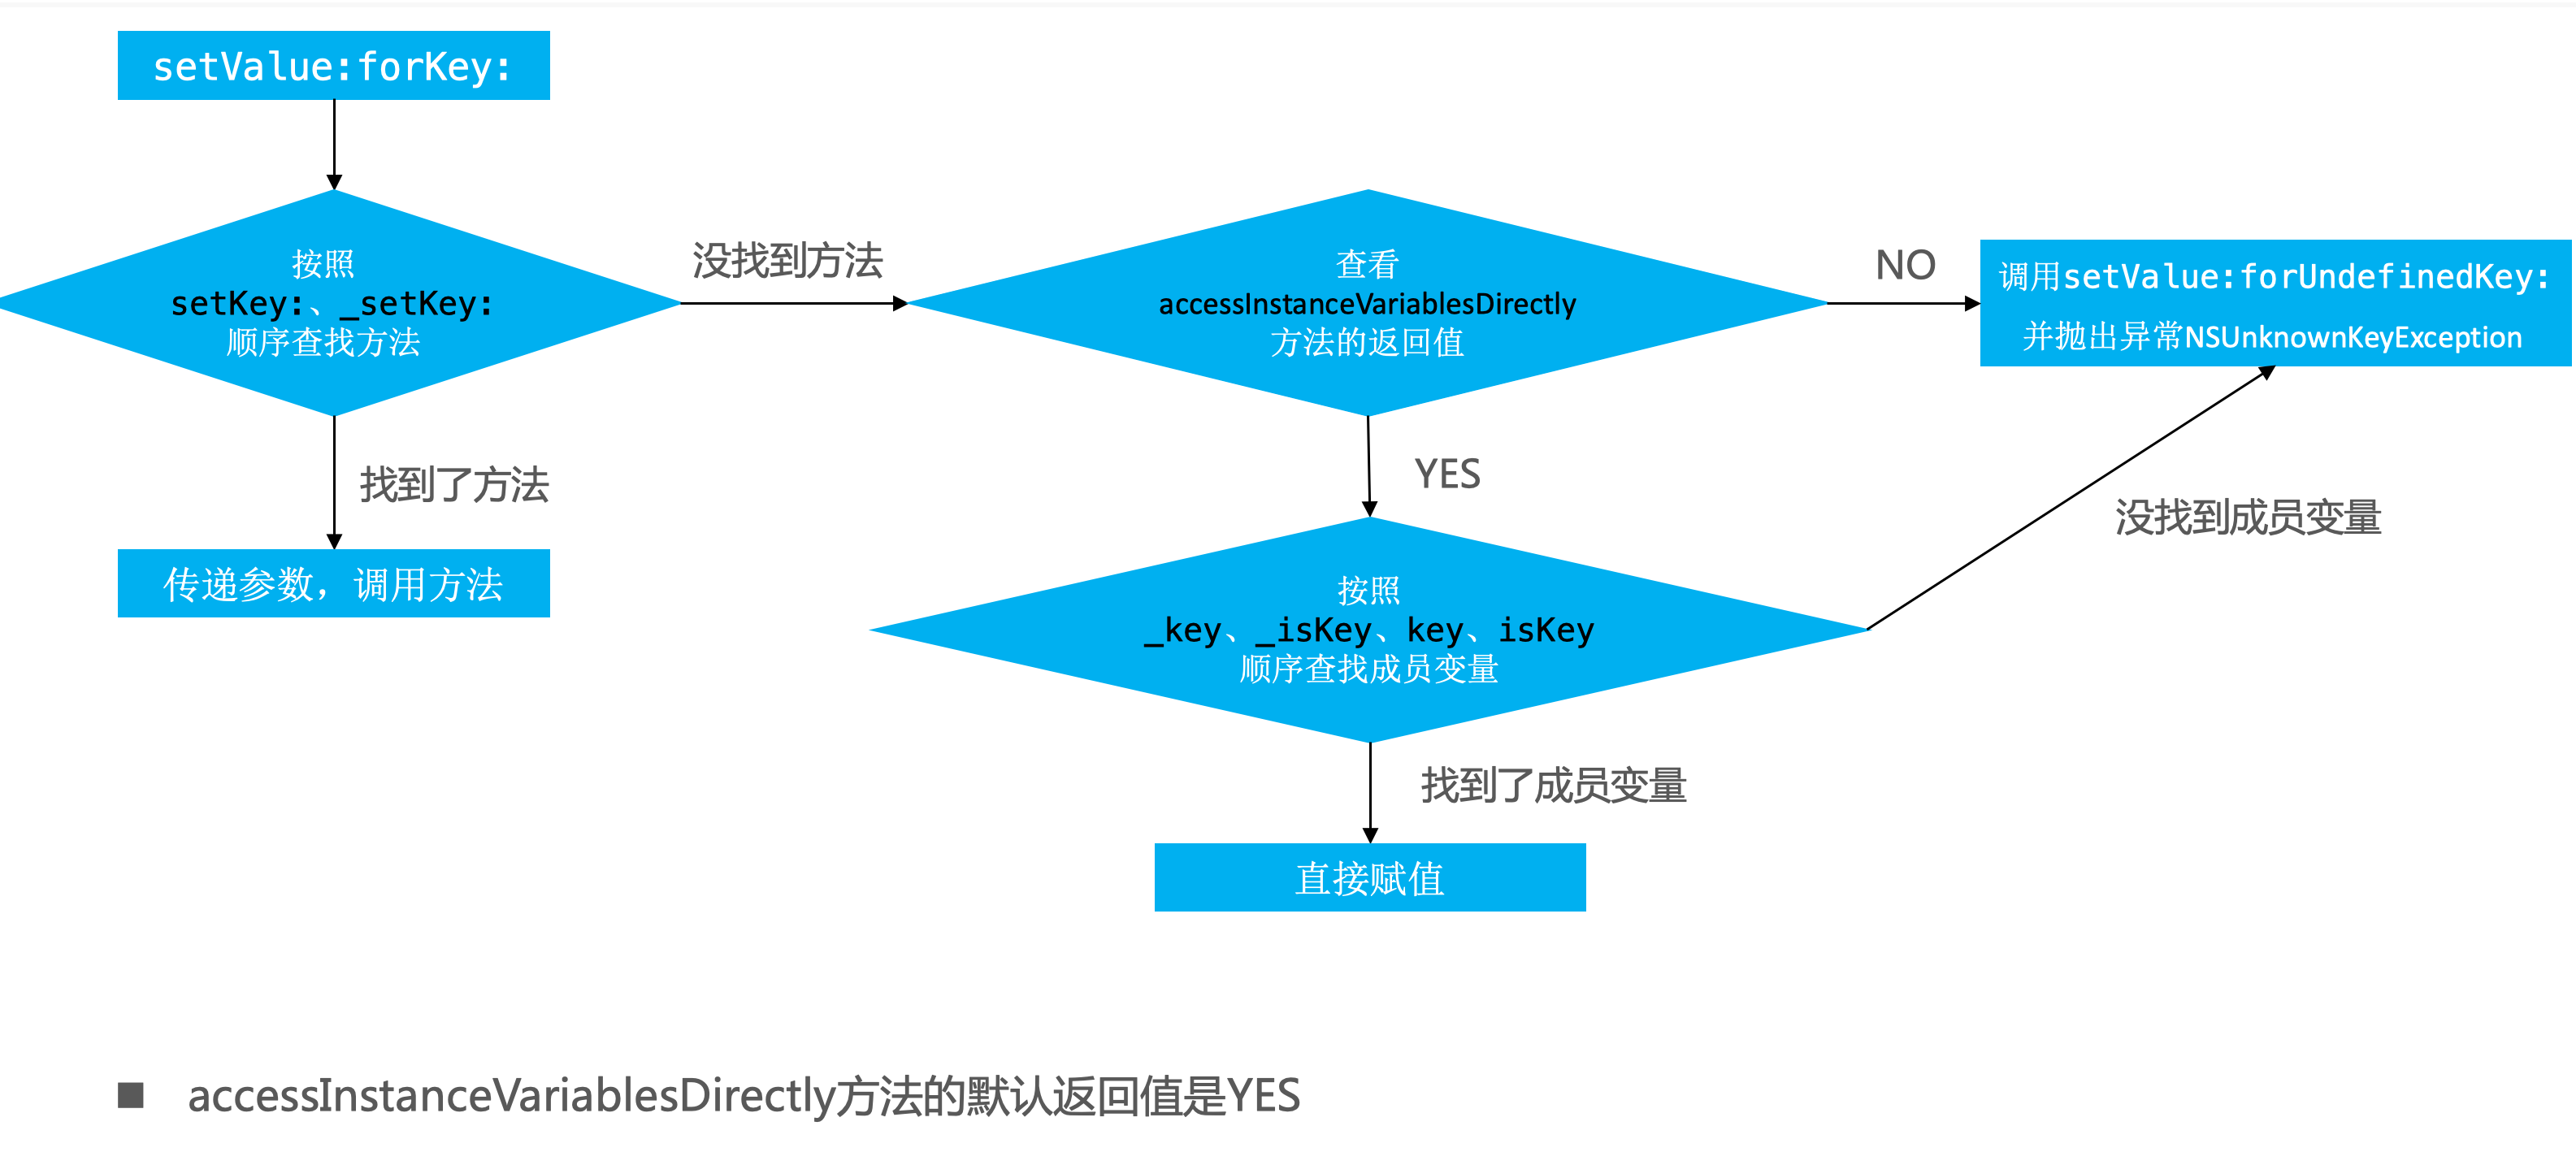 setValue:forKey:
按照
setKey:、_setKey:
顺序查找方法
没找到方法
查看
accessInstanceVariablesDirectly
方法的返回值
NO
调用setValue:forUndefinedKey:
并抛出异常NSUnknownKeyException
找到了方法
传递参数，调用方法
YES
按照
_key、_isKey、key、isKey
顺序查找成员变量
没找到成员变量
找到了成员变量
直接赋值
■ accessInstanceVariablesDirectly方法的默认返回值是YES